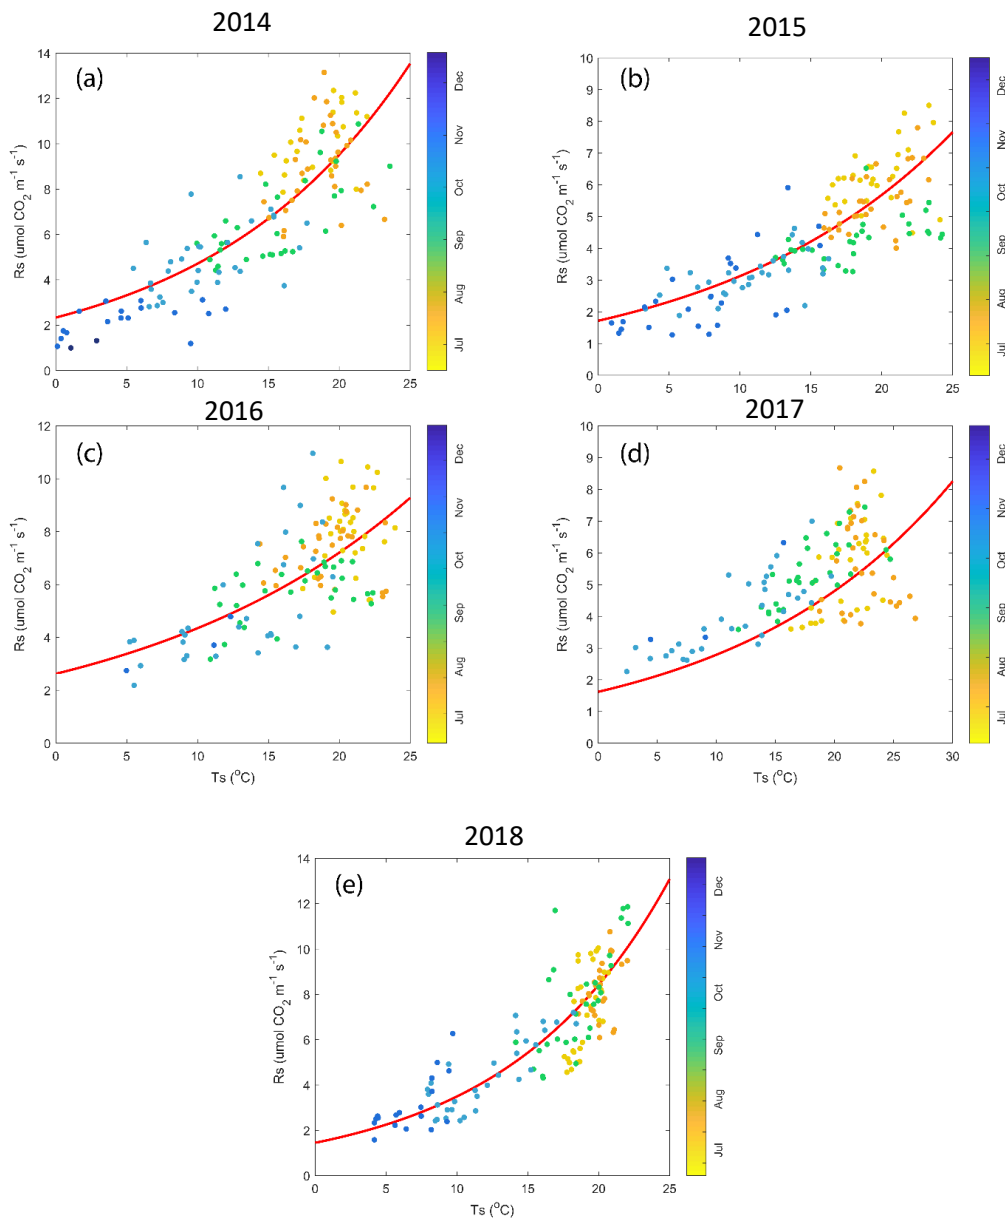 2014
(a)
14
12
10
8
6
4
2
0
Rs (umol CO2 m-1 s-1)
0 5 10 15 20 25
Dec
Nov
Oct
Sep
Aug
Jul
2015
(b)
10
9
8
7
6
5
4
3
2
1
0
Rs (umol CO2 m-1 s-1)
0 5 10 15 20 25
Dec
Nov
Oct
Sep
Aug
Jul
2016
(c)
12
10
8
6
4
2
0
Rs (umol CO2 m-1 s-1)
0 5 10 15 20 25
Ts (oC)
Dec
Nov
Oct
Sep
Aug
Jul
2017
(d)
10
9
8
7
6
5
4
3
2
1
0
Rs (umol CO2 m-1 s-1)
0 5 10 15 20 25 30
Ts (oC)
Dec
Nov
Oct
Sep
Aug
Jul
2018
(e)
14
12
10
8
6
4
2
0
Rs (umol CO2 m-1 s-1)
0 5 10 15 20 25
Ts (oC)
Dec
Nov
Oct
Sep
Aug
Jul